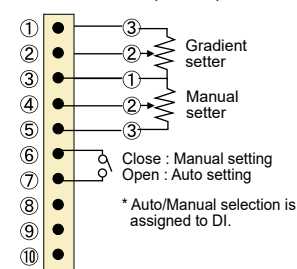 ① ③
② ② Gradient
setter
③ ①
④ ② Manual
setter
⑤ ③
⑥ Close : Manual setting
⑦ Open : Auto setting
⑧ * Auto/Manual selection is
assigned to DI.
⑨
⑩